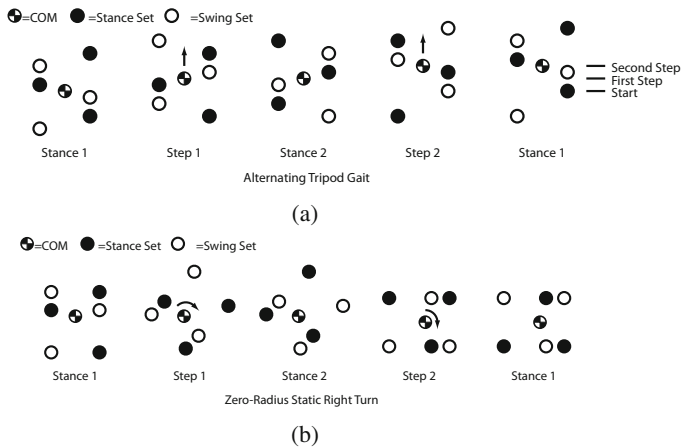 =COM =Stance Set =Swing Set
Second Step
First Step
Start
Stance 1 Step 1 Stance 2 Step 2 Stance 1
Alternating Tripod Gait
(a)
=COM =Stance Set =Swing Set
Stance 1 Step 1 Stance 2 Step 2 Stance 1
Zero-Radius Static Right Turn
(b)